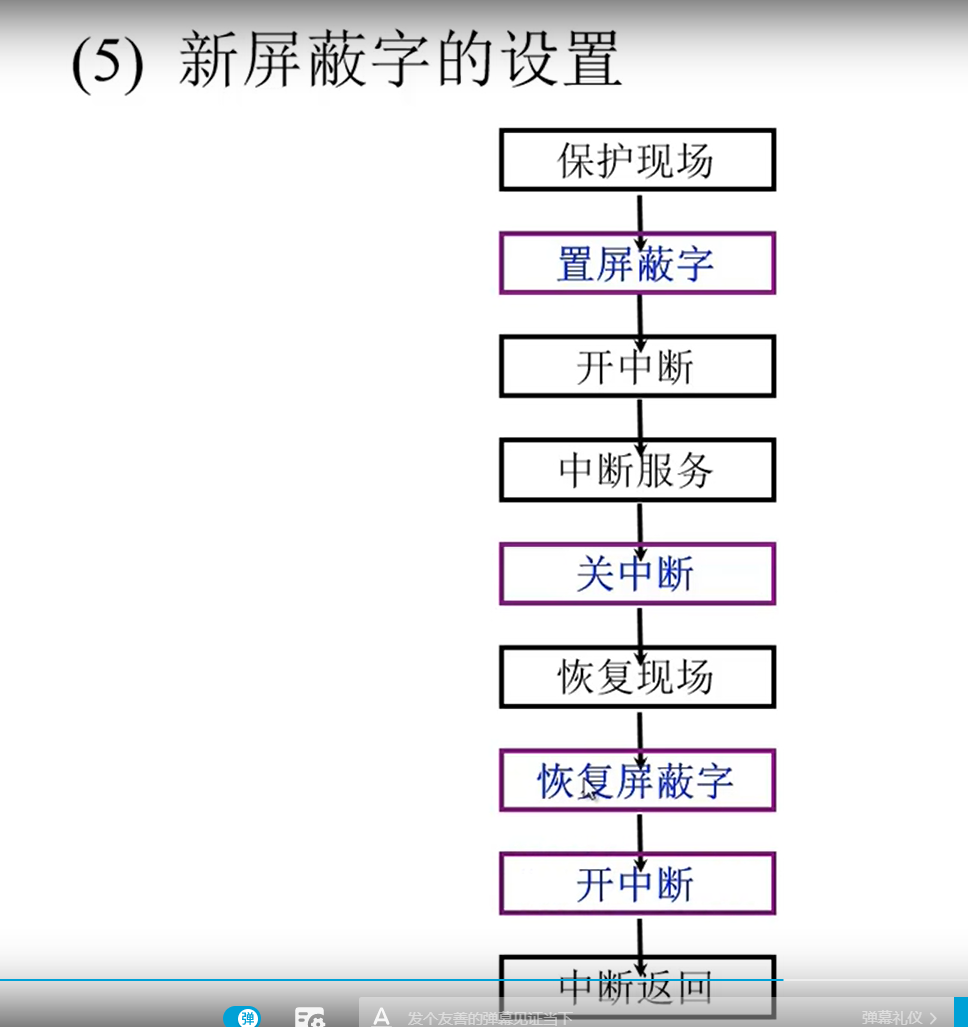 (5) 新屏蔽字的设置
保护现场
置屏蔽字
开中断
中断服务
关中断
恢复现场
恢复屏蔽字
开中断
中断返回
弹
A 发个友善的弹幕见证当下
弹幕礼仪 >